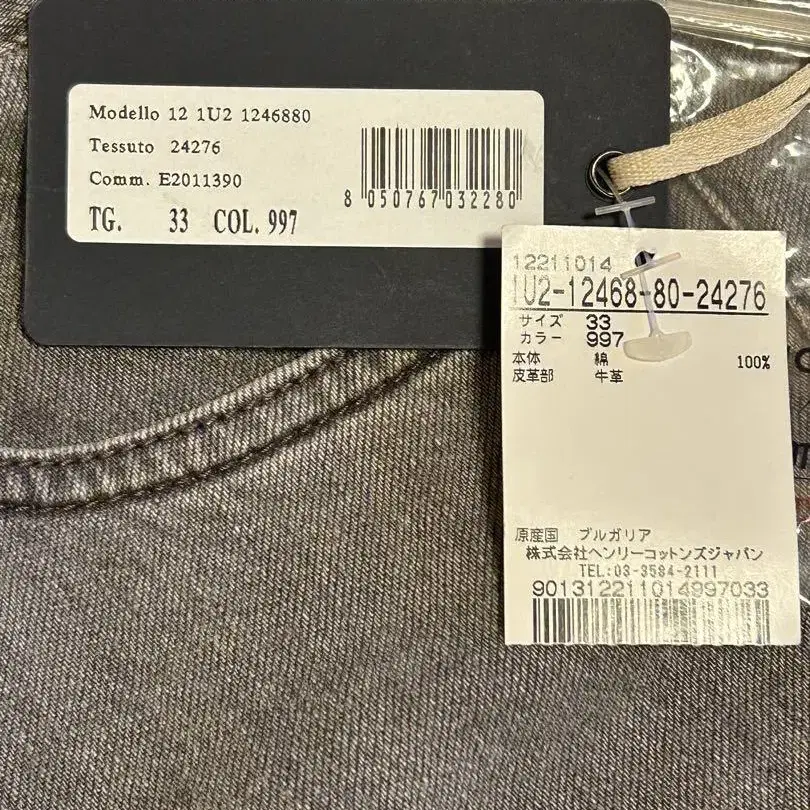 Modello 12 1U2 1246880
Tessuto 24276
Comm. E2011390
TG. 33 COL. 997
8 050767 032280
12211014
1U2-12468-80-24276
サイズ 33
カラー 997
本体 綿 100%
皮革部 牛革
原産国 ブルガリア
株式会社ヘンリーコットンズジャパン
TEL:03-3584-2111
9013122110149970​33